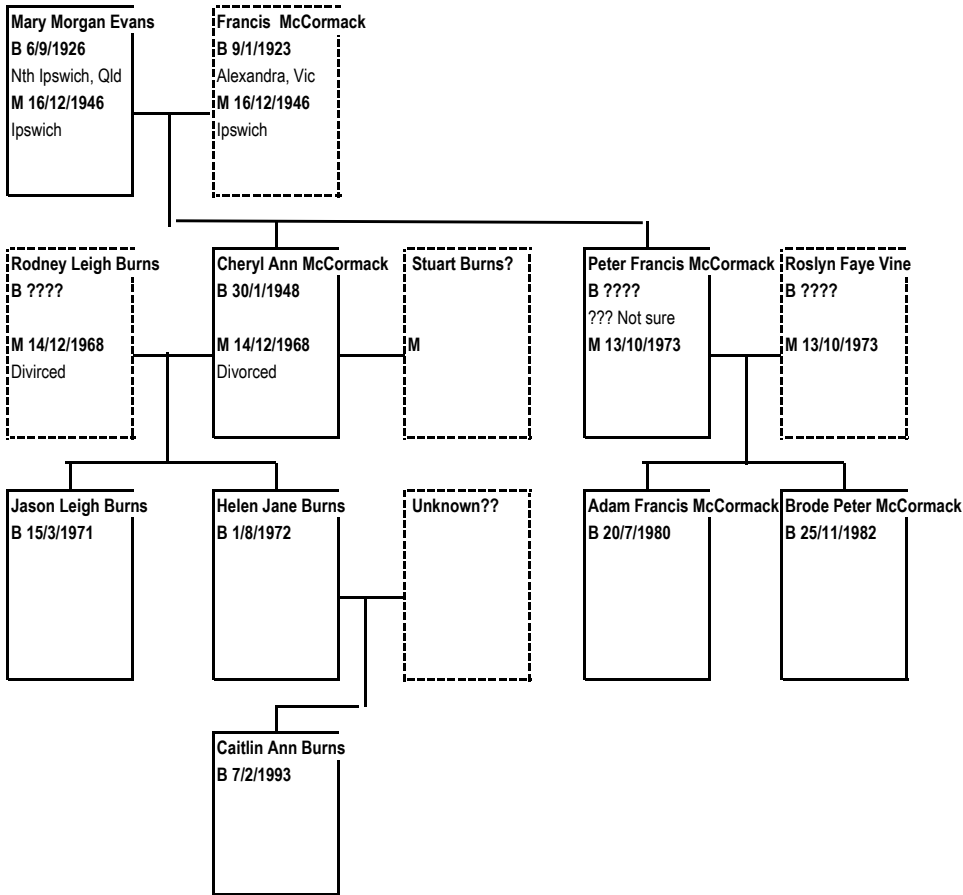 Mary Morgan Evans
B 6/9/1926
Nth Ipswich, Qld
M 16/12/1946
Ipswich
Francis McCormack
B 9/1/1923
Alexandra, Vic
M 16/12/1946
Ipswich
Rodney Leigh Burns
B ????
M 14/12/1968
Divirced
Cheryl Ann McCormack
B 30/1/1948
M 14/12/1968
Divorced
Stuart Burns?
M
Peter Francis McCormack
B ????
??? Not sure
M 13/10/1973
Roslyn Faye Vine
B ????
M 13/10/1973
Jason Leigh Burns
B 15/3/1971
Helen Jane Burns
B 1/8/1972
Unknown??
Adam Francis McCormack
B 20/7/1980
Brode Peter McCormack
B 25/11/1982
Caitlin Ann Burns
B 7/2/1993